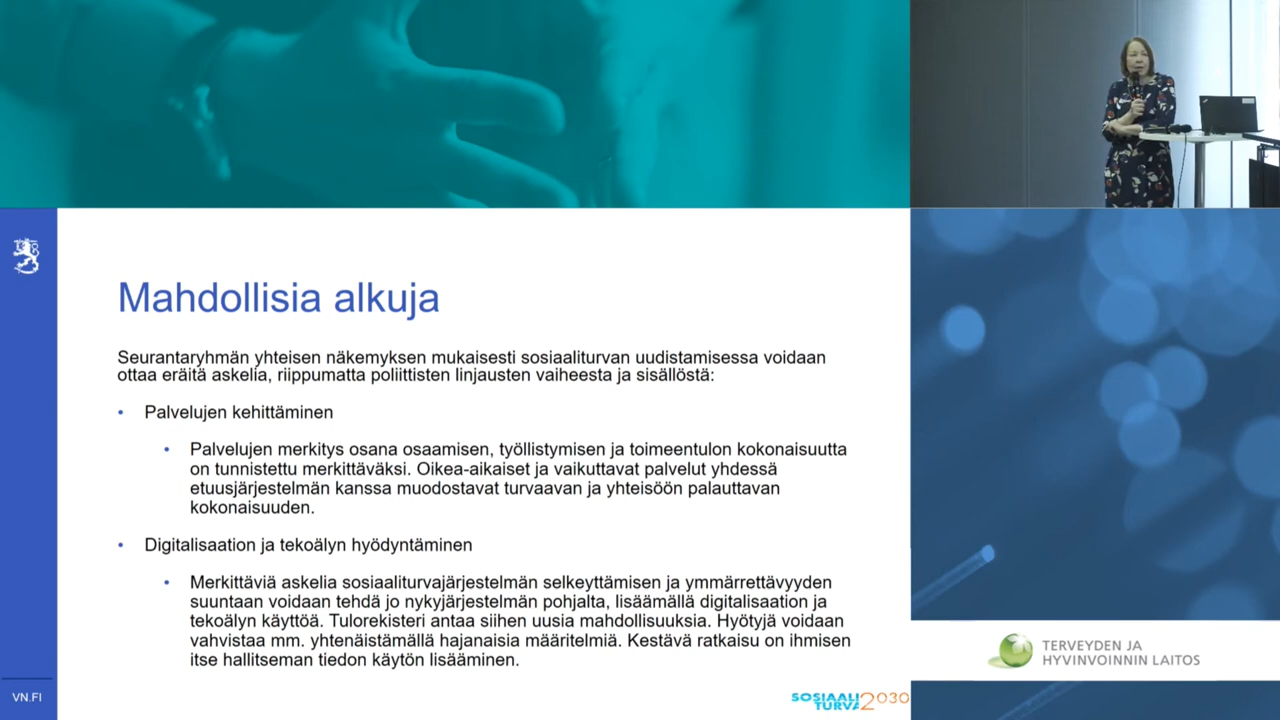 Mahdollisia alkuja
Seurantaryhmän yhteisen näkemyksen mukaisesti sosiaaliturvan uudistamisessa voidaan
ottaa eräitä askelia, riippumatta poliittisten linjausten vaiheesta ja sisällöstä:
• Palvelujen kehittäminen
• Palvelujen merkitys osana osaamisen, työllistymisen ja toimeentulon kokonaisuutta
on tunnistettu merkittäväksi. Oikea-aikaiset ja vaikuttavat palvelut yhdessä
etuusjärjestelmän kanssa muodostavat turvaavan ja yhteisöön palauttavan
kokonaisuuden.
• Digitalisaation ja tekoälyn hyödyntäminen
• Merkittäviä askelia sosiaaliturvajärjestelmän selkeyttämisen ja ymmärrettävyyden
suuntaan voidaan tehdä jo nykyjärjestelmän pohjalta, lisäämällä digitalisaation ja
tekoälyn käyttöä. Tulorekisteri antaa siihen uusia mahdollisuuksia. Hyötyjä voidaan
vahvistaa mm. yhtenäistämällä hajanaisia määritelmiä. Kestävä ratkaisu on ihmisen
itse hallitseman tiedon käytön lisääminen.
VN.FI
SOSIAALI
TURVA2030
TERVEYDEN JA
HYVINVOINNIN LAITOS